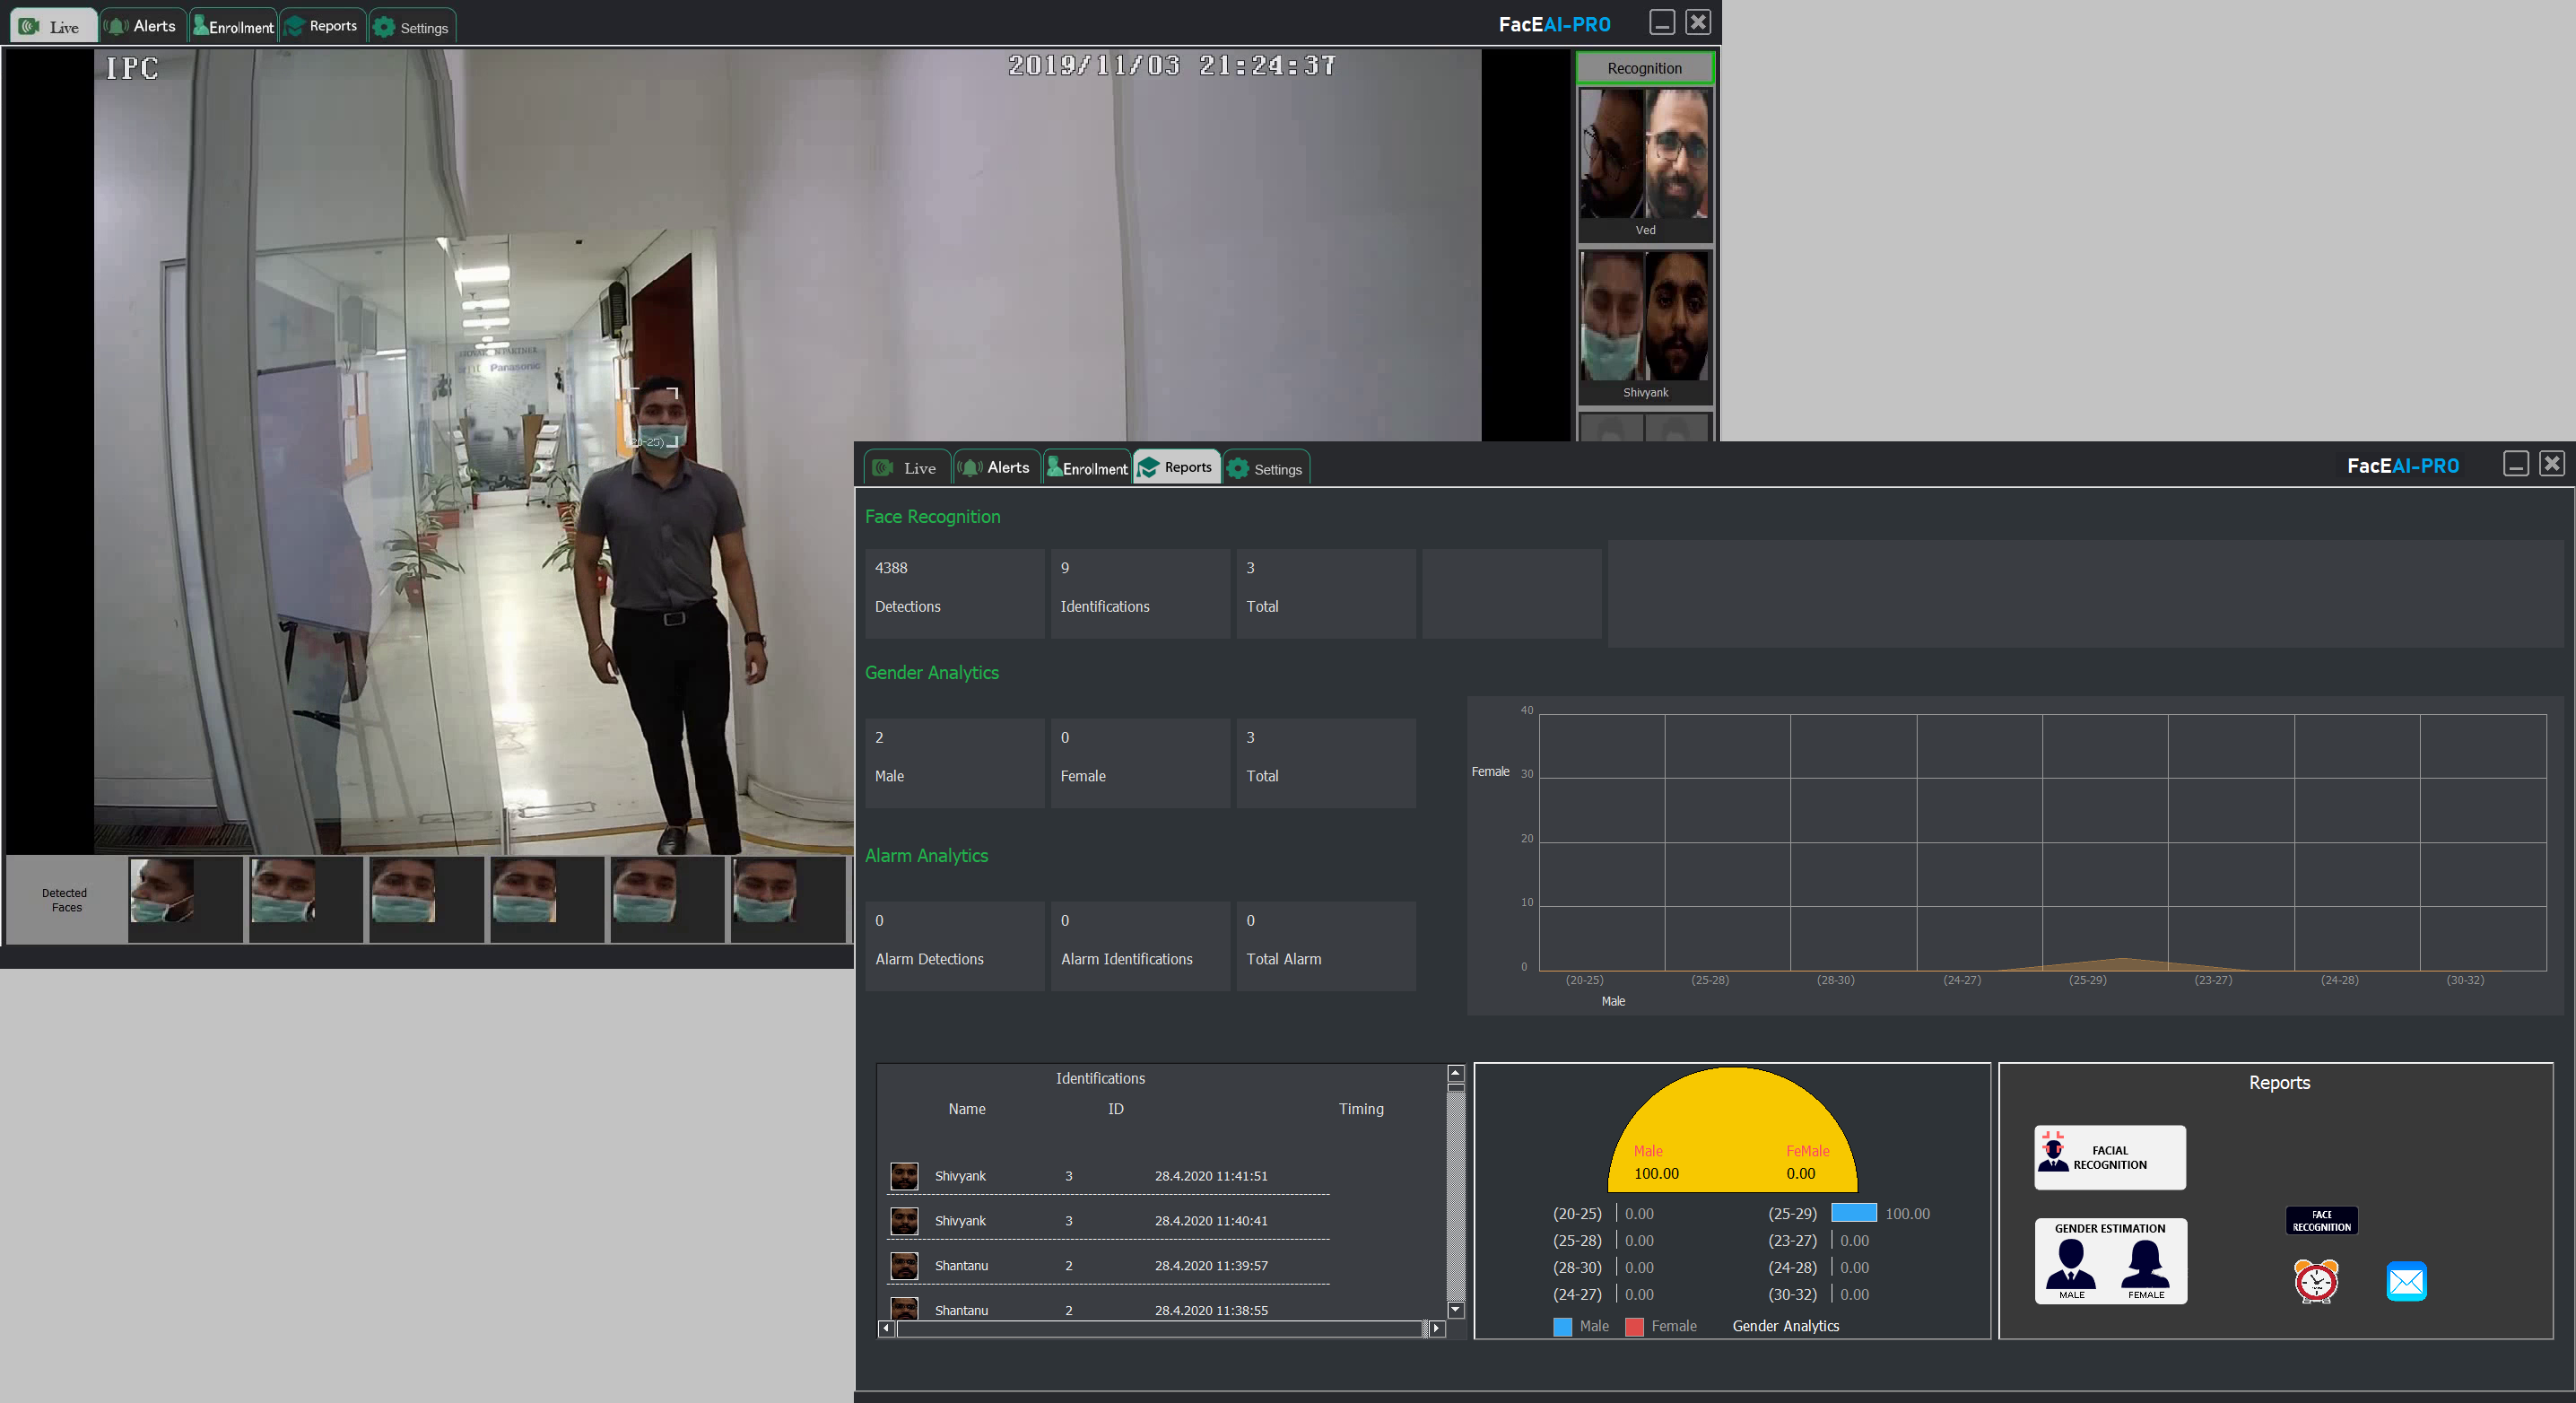 Live
Alerts
Enrollment
Reports
Settings
FacEAI-PRO
IPC
2019/11/03 21:24:37
Recognition
Ved
Shivyank
Panasonic
20-25)
Detected
Faces
Live
Alerts
Enrollment
Reports
Settings
FacEAI-PRO
Face Recognition
4388
Detections
9
Identifications
3
Total
Gender Analytics
2
Male
0
Female
3
Total
Alarm Analytics
0
Alarm Detections
0
Alarm Identifications
0
Total Alarm
40
Female
30
20
10
0
(20-25) (25-28) (28-30) (24-27) (25-29) (23-27) (24-28) (30-32)
Male
Identifications
Name ID Timing
Shivyank 3 28.4.2020 11:41:51
Shivyank 3 28.4.2020 11:40:41
Shantanu 2 28.4.2020 11:39:57
Shantanu 2 28.4.2020 11:38:55
Male FeMale
100.00 0.00
(20-25) 0.00 (25-29) 100.00
(25-28) 0.00 (23-27) 0.00
(28-30) 0.00 (24-28) 0.00
(24-27) 0.00 (30-32) 0.00
Male Female Gender Analytics
Reports
FACIAL
RECOGNITION
GENDER ESTIMATION
MALE FEMALE
FACE
RECOGNITION